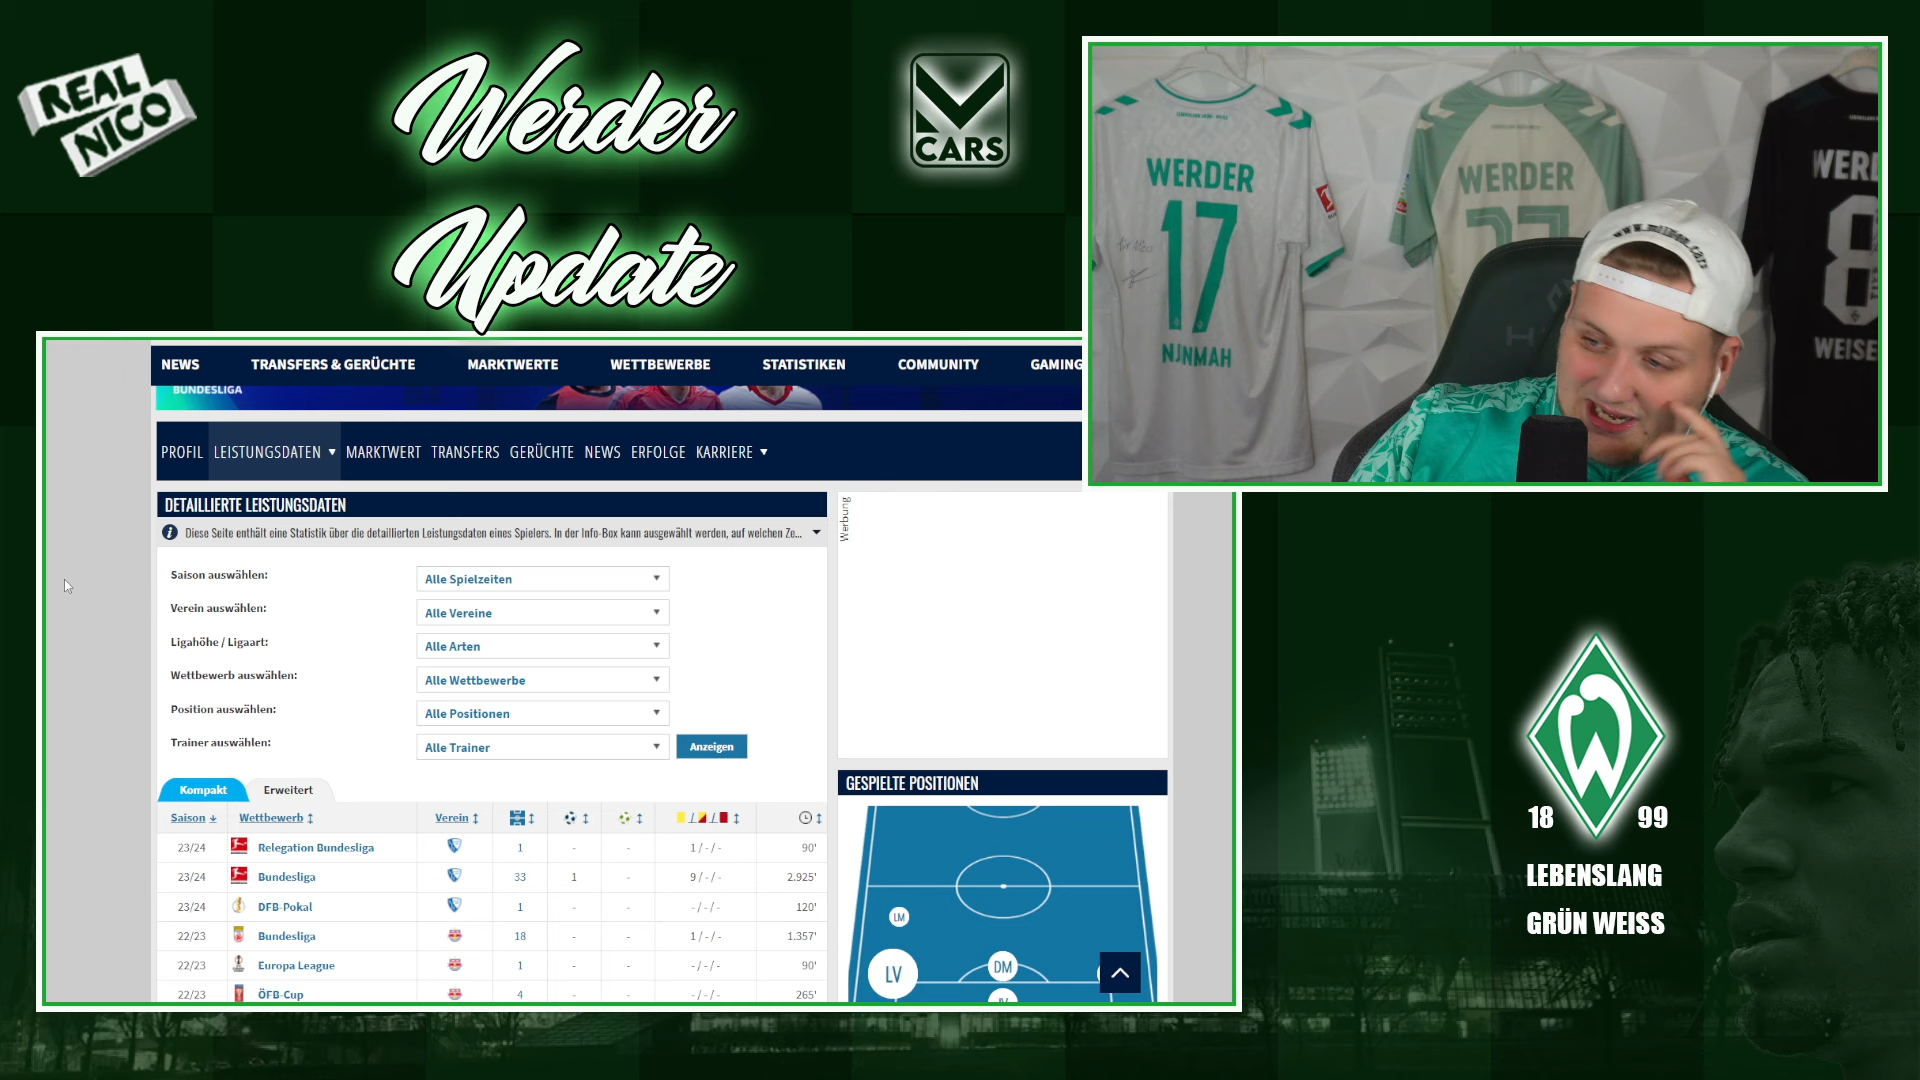 REAL
NICO
Werder
Update
CARS
WERDER
17
NJINMAH
WERDER
WER
8
WEISE
NEWS
TRANSFERS & GERÜCHTE
MARKTWERTE
WETTBEWERBE
STATISTIKEN
COMMUNITY
GAMING
BUNDESLIGA
PROFIL
LEISTUNGSDATEN
MARKTWERT
TRANSFERS
GERÜCHTE
NEWS
ERFOLGE
KARRIERE
DETAILLIERTE LEISTUNGSDATEN
Diese Seite enthält eine Statistik über die detaillierten Leistungsdaten eines Spielers. In der Info-Box kann ausgewählt werden, auf welchen Ze...
Saison auswählen: Alle Spielzeiten
Verein auswählen: Alle Vereine
Ligahöhe / Ligaart: Alle Arten
Wettbewerb auswählen: Alle Wettbewerbe
Position auswählen: Alle Positionen
Trainer auswählen: Alle Trainer Anzeigen
Kompakt Erweitert
Saison Wettbewerb Verein / /
23/24 Relegation Bundesliga 1 - - 1 / - / - 90'
23/24 Bundesliga 33 1 - 9 / - / - 2.925'
23/24 DFB-Pokal 1 - - - / - / - 120'
22/23 Bundesliga 18 - - 1 / - / - 1.357'
22/23 Europa League 1 - - - / - / - 90'
22/23 ÖFB-Cup 4 - - - / - / - 265'
Werbung
GESPIELTE POSITIONEN
LM
LV
DM
18 99
LEBENSLANG
GRÜN WEISS